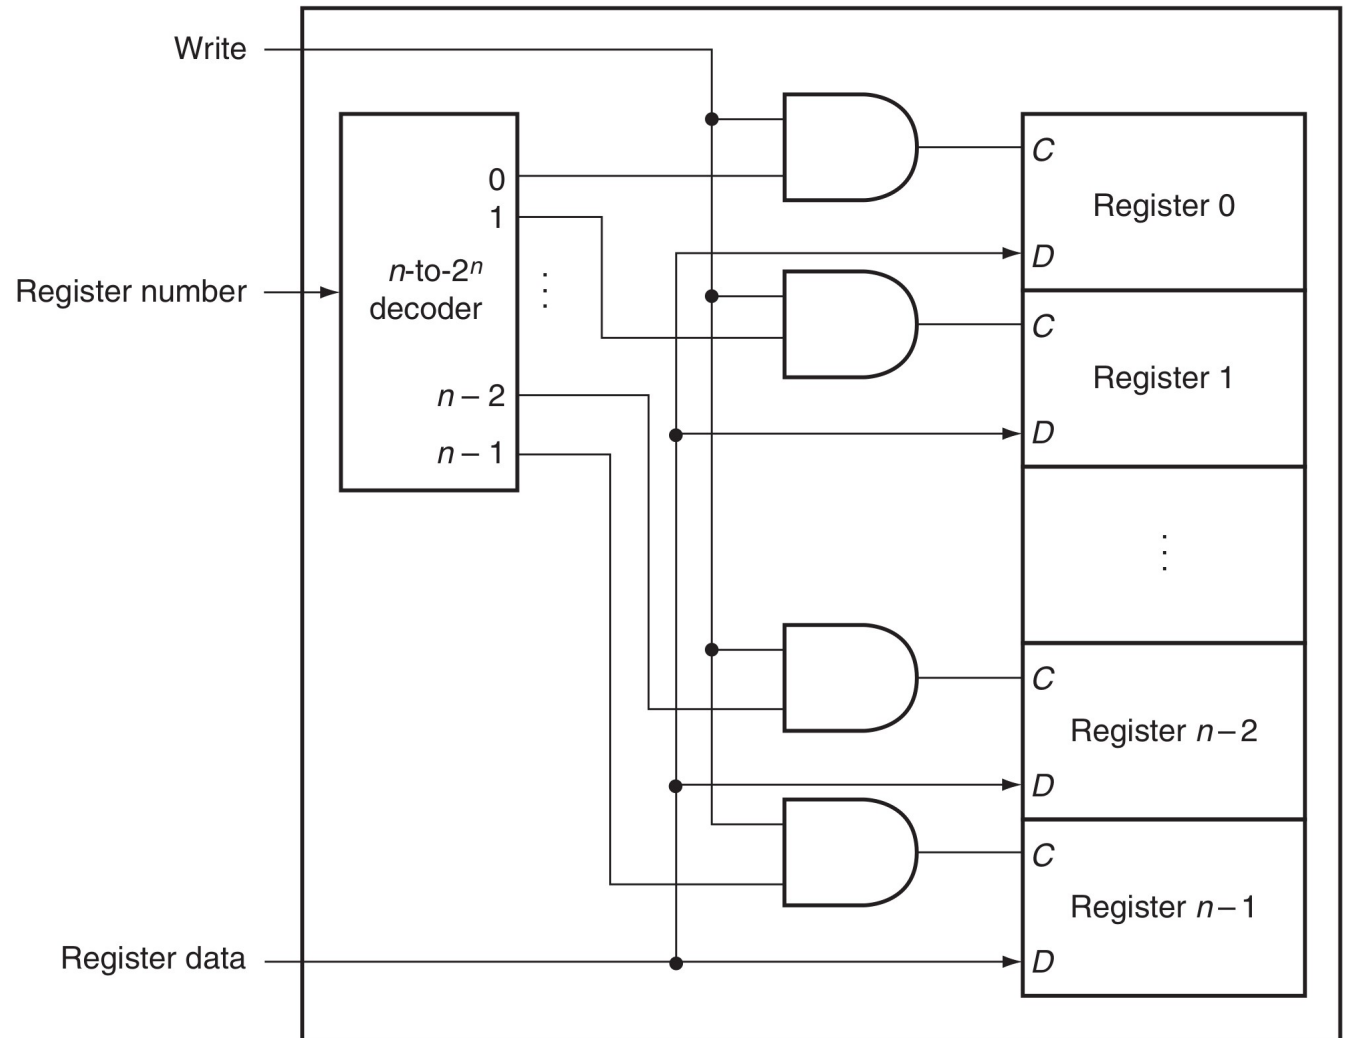 Write
0
1
n-to-2ⁿ
decoder
⋮
n – 2
n – 1
Register number
Register data
C
Register 0
D
C
Register 1
D
⋮
C
Register n – 2
D
C
Register n – 1
D